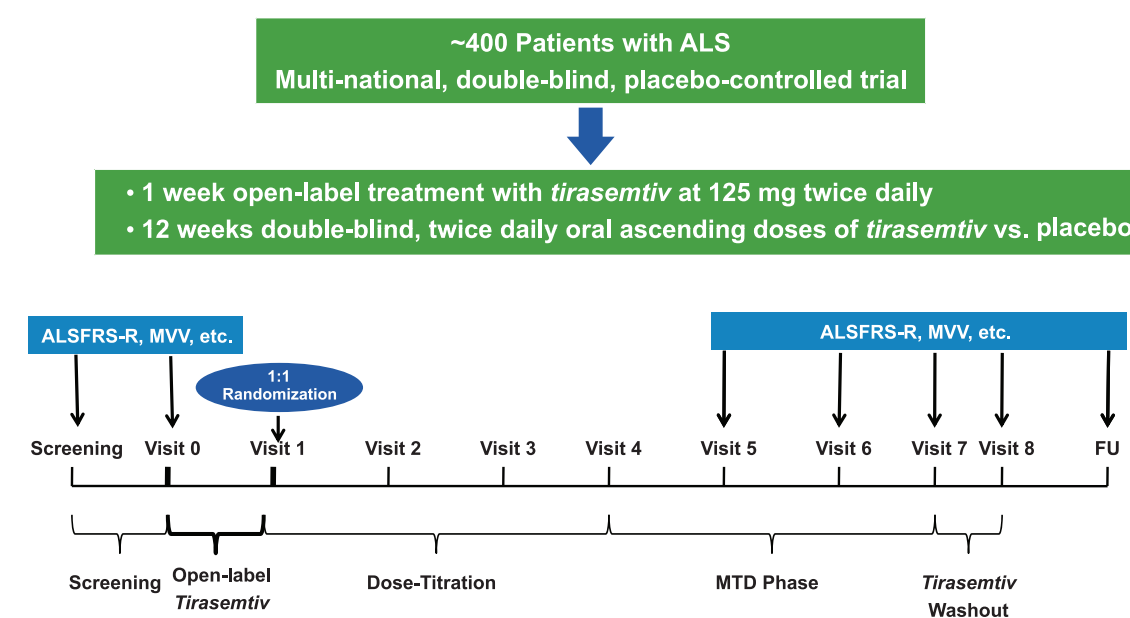 ~400 Patients with ALS
Multi-national, double-blind, placebo-controlled trial
• 1 week open-label treatment with tirasemtiv at 125 mg twice daily
• 12 weeks double-blind, twice daily oral ascending doses of tirasemtiv vs. placebo
ALSFRS-R, MVV, etc.
ALSFRS-R, MVV, etc.
1:1
Randomization
Screening Visit 0 Visit 1 Visit 2 Visit 3 Visit 4 Visit 5 Visit 6 Visit 7 Visit 8 FU
Screening
Open-label
Tirasemtiv
Dose-Titration
MTD Phase
Tirasemtiv
Washout